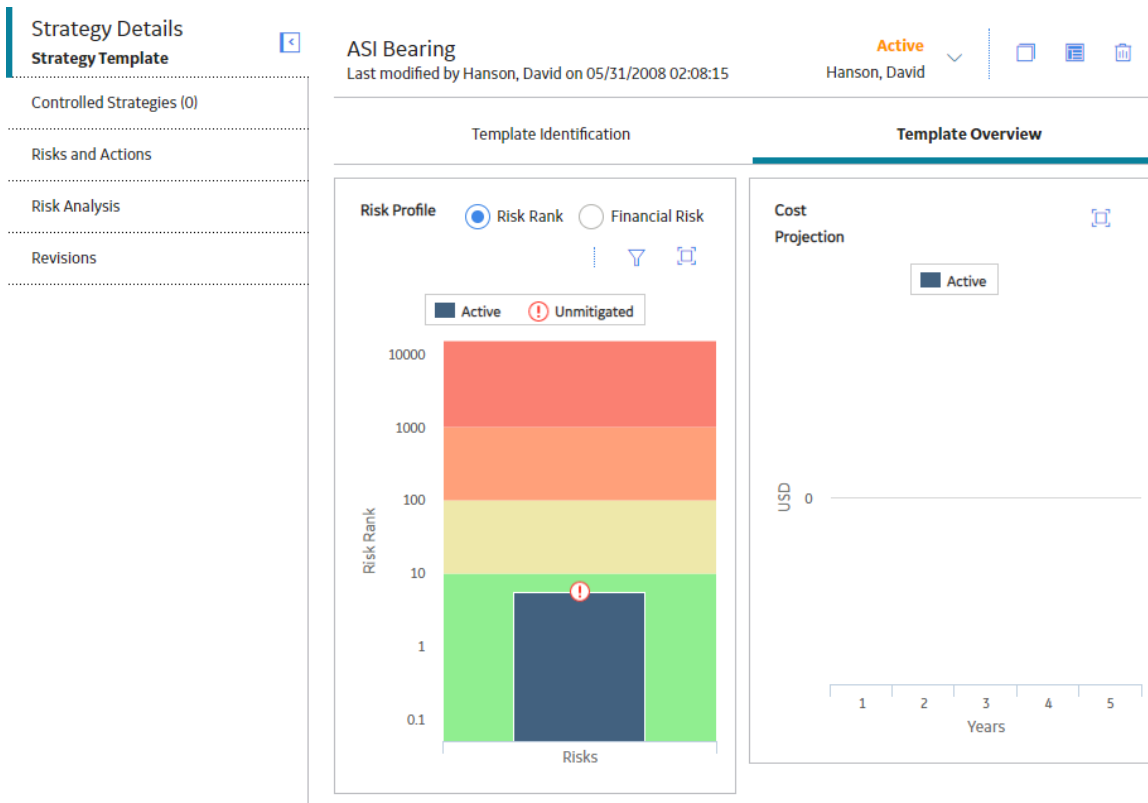 Strategy Details
Strategy Template
Controlled Strategies (0)
Risks and Actions
Risk Analysis
Revisions
ASI Bearing
Last modified by Hanson, David on 05/31/2008 02:08:15
Active
Hanson, David
Template Identification
Template Overview
Risk Profile
Risk Rank
Financial Risk
Active
Unmitigated
10000
1000
100
10
1
0.1
Risk Rank
Risks
Cost
Projection
Active
USD
0
1 2 3 4 5
Years